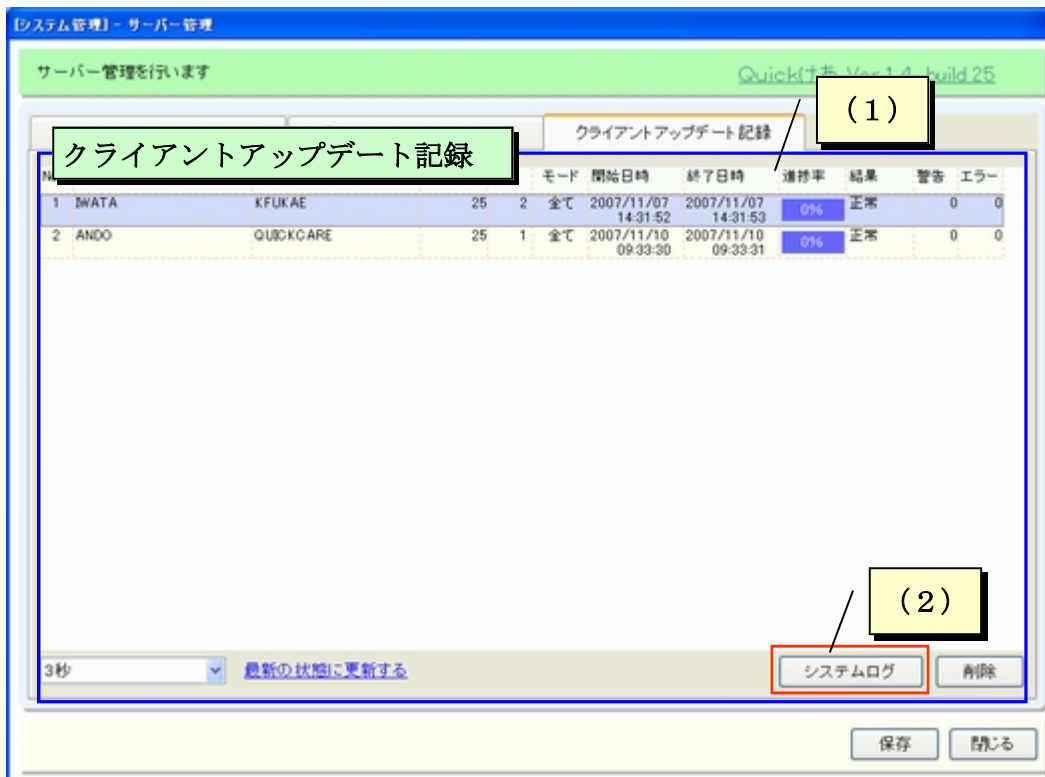 [システム管理] - サーバー管理
サーバー管理を行います
Quickけあ Ver 1.4 build 25
(1)
クライアントアップデート記録
クライアントアップデート記録
モード 開始日時 終了日時 進捗率 結果 警告 エラー
1 IWATA KFUKAE 25 2 全て 2007/11/07 14:31:52 2007/11/07 14:31:53 0% 正常 0 0
2 ANDO QUICKCARE 25 1 全て 2007/11/10 09:33:30 2007/11/10 09:33:31 0% 正常 0 0
(2)
3秒 最新の状態に更新する システムログ 削除
保存 閉じる